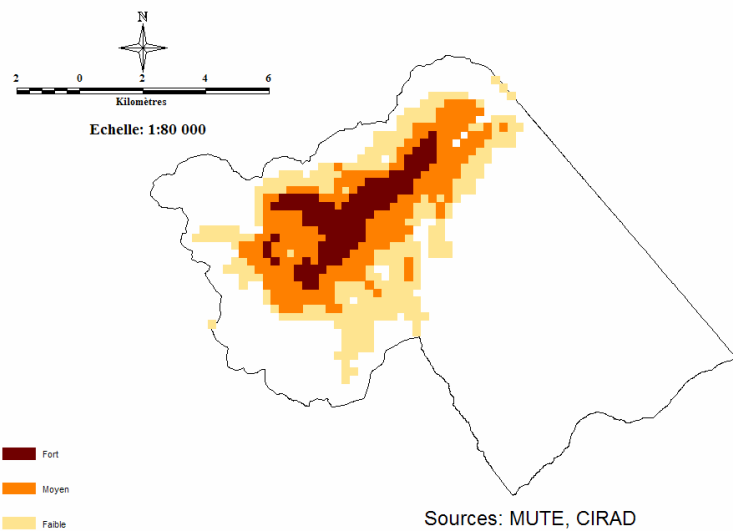 N
2 0 2 4 6
Kilomètres
Echelle: 1:80 000
Fort
Moyen
Faible
Sources: MUTE, CIRAD